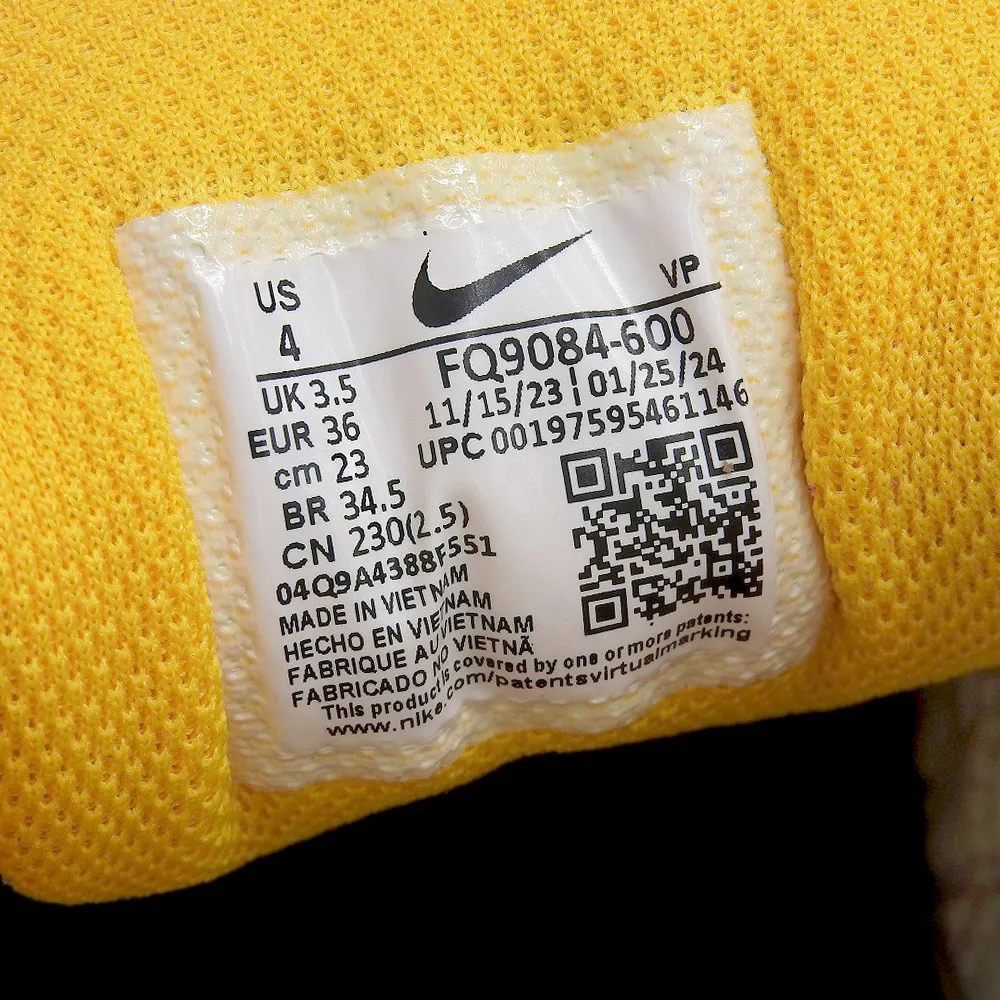 US
4
VP
UK 3.5
EUR 36
cm 23
BR 34.5
CN 230(2.5)
FQ9084-600
11/15/23 | 01/25/24
UPC 00197595461146
04Q9A4388F551
MADE IN VIETNAM
HECHO EN VIETNAM
FABRIQUE AU VIETNAM
FABRICADO NO VIETNÃ
This product is covered by one or more patents:
www.nike.com/patentsvirtualmarking